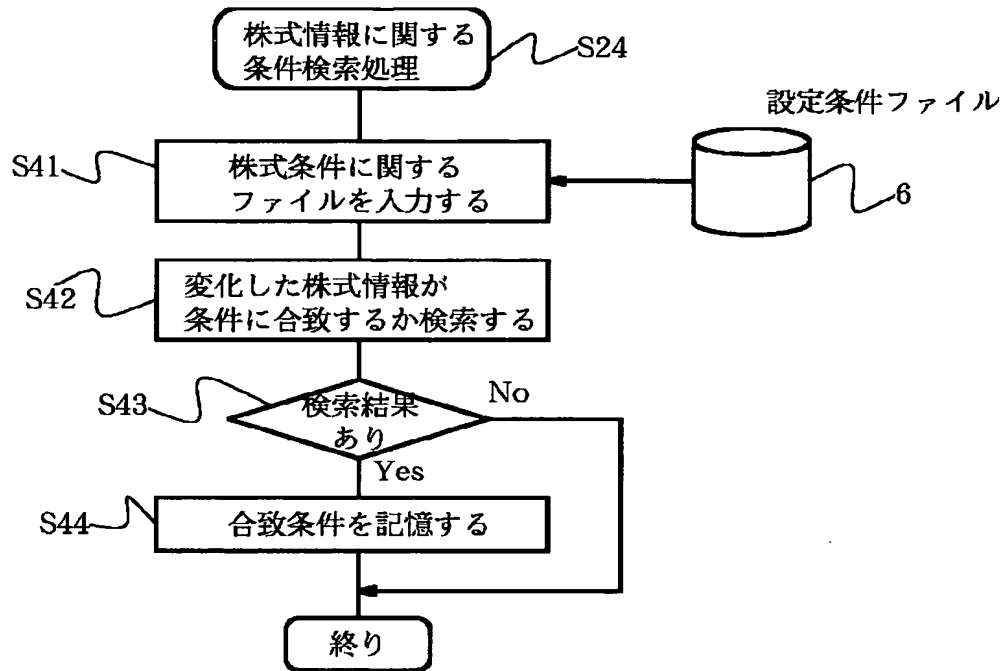 株式情報に関する
条件検索処理
S24
設定条件ファイル
S41
株式条件に関する
ファイルを入力する
6
S42
変化した株式情報が
条件に合致するか検索する
S43
検索結果
あり
No
Yes
S44
合致条件を記憶する
終り